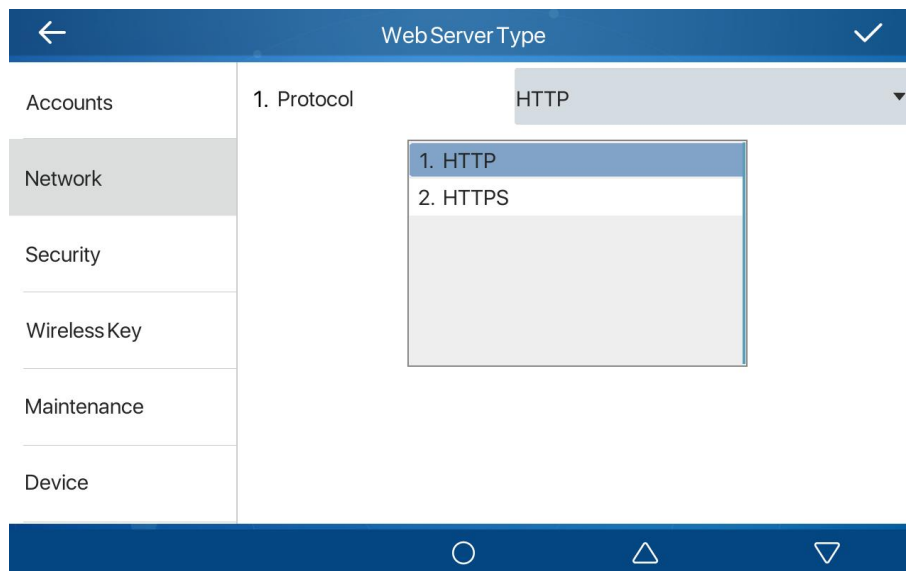 Web Server Type
Accounts
Network
Security
Wireless Key
Maintenance
Device
1. Protocol
HTTP
1. HTTP
2. HTTPS